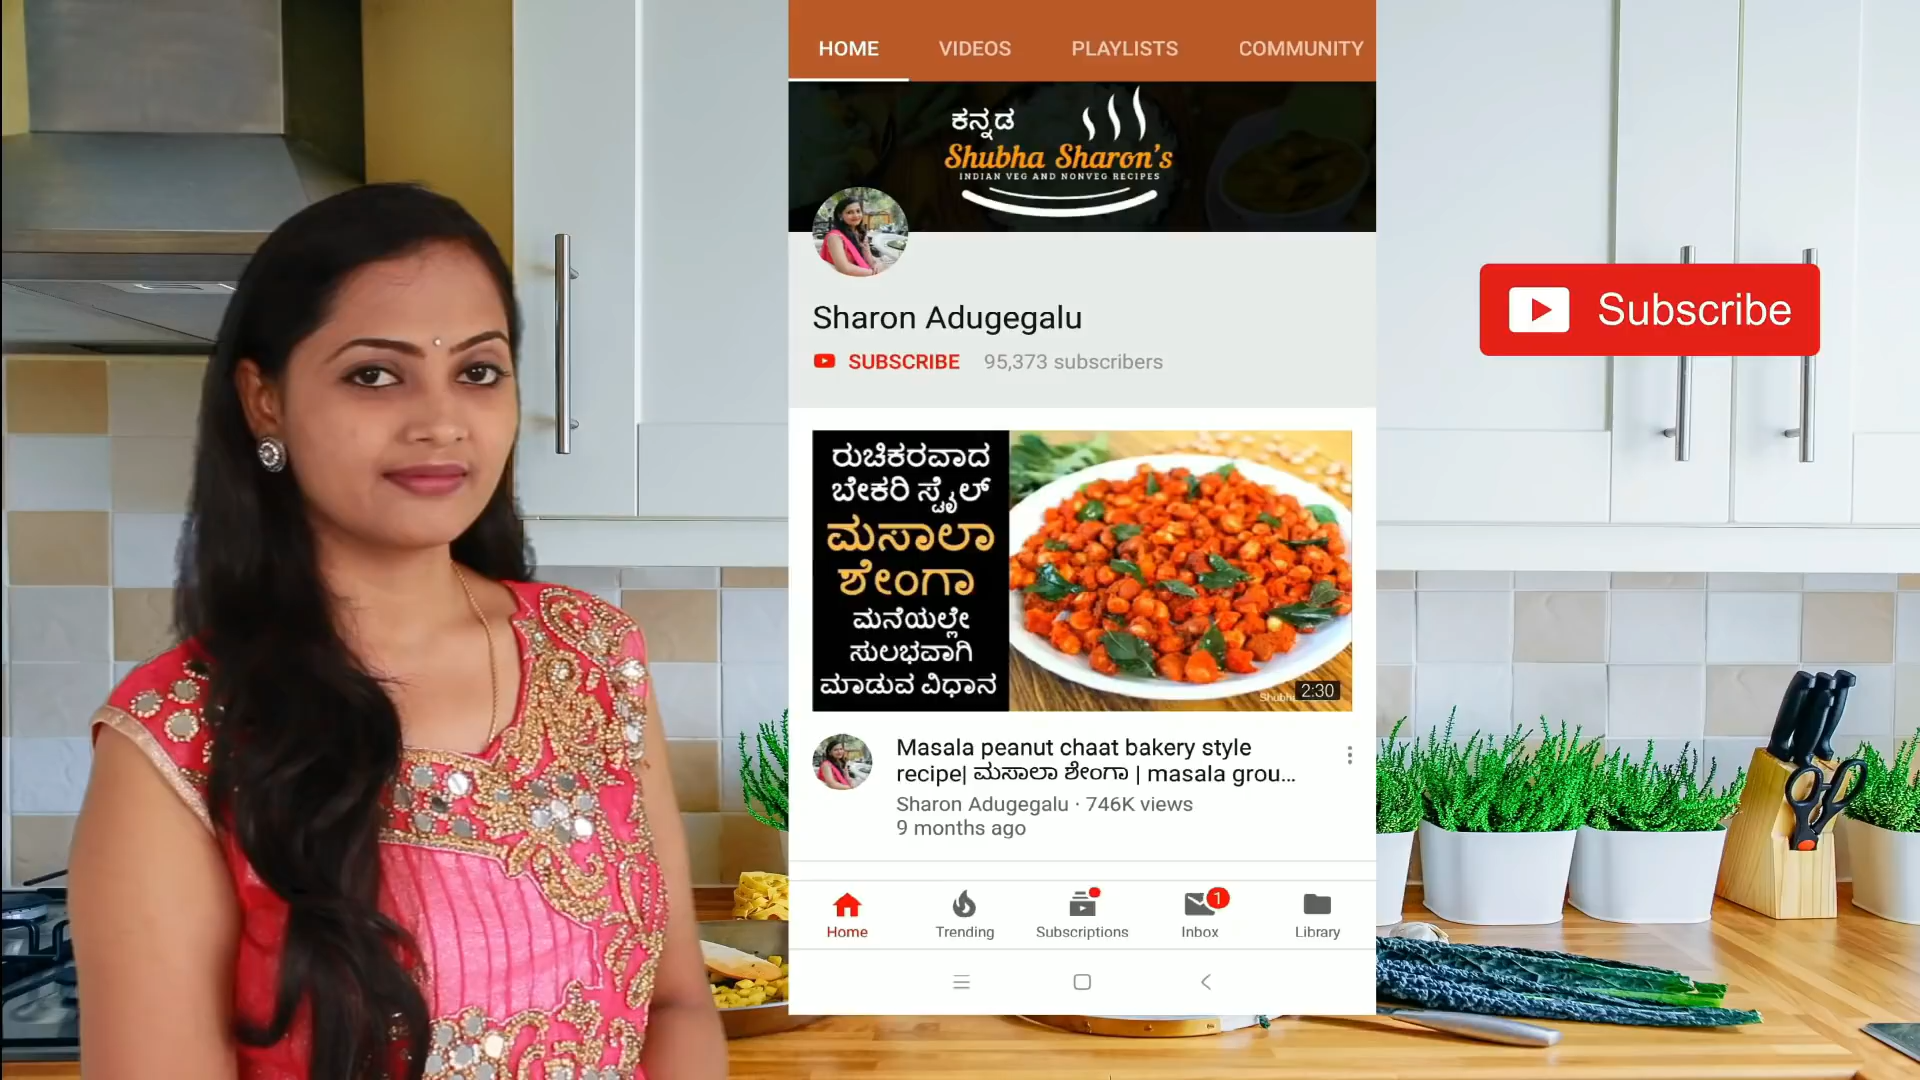 HOME VIDEOS PLAYLISTS COMMUNITY
ಕನ್ನಡ
Shubha Sharon's
INDIAN VEG AND NONVEG RECIPES
Sharon Adugegalu
SUBSCRIBE 95,373 subscribers
Subscribe
ರುಚಿಕರವಾದ
ಬೇಕರಿ ಸ್ಟೈಲ್
ಮಸಾಲಾ
ಶೇಂಗಾ
ಮನೆಯಲ್ಲೇ
ಸುಲಭವಾಗಿ
ಮಾಡುವ ವಿಧಾನ
2:30
Masala peanut chaat bakery style
recipe| ಮಸಾಲಾ ಶೇಂಗಾ | masala grou...
Sharon Adugegalu · 746K views
9 months ago
1
Home Trending Subscriptions Inbox Library